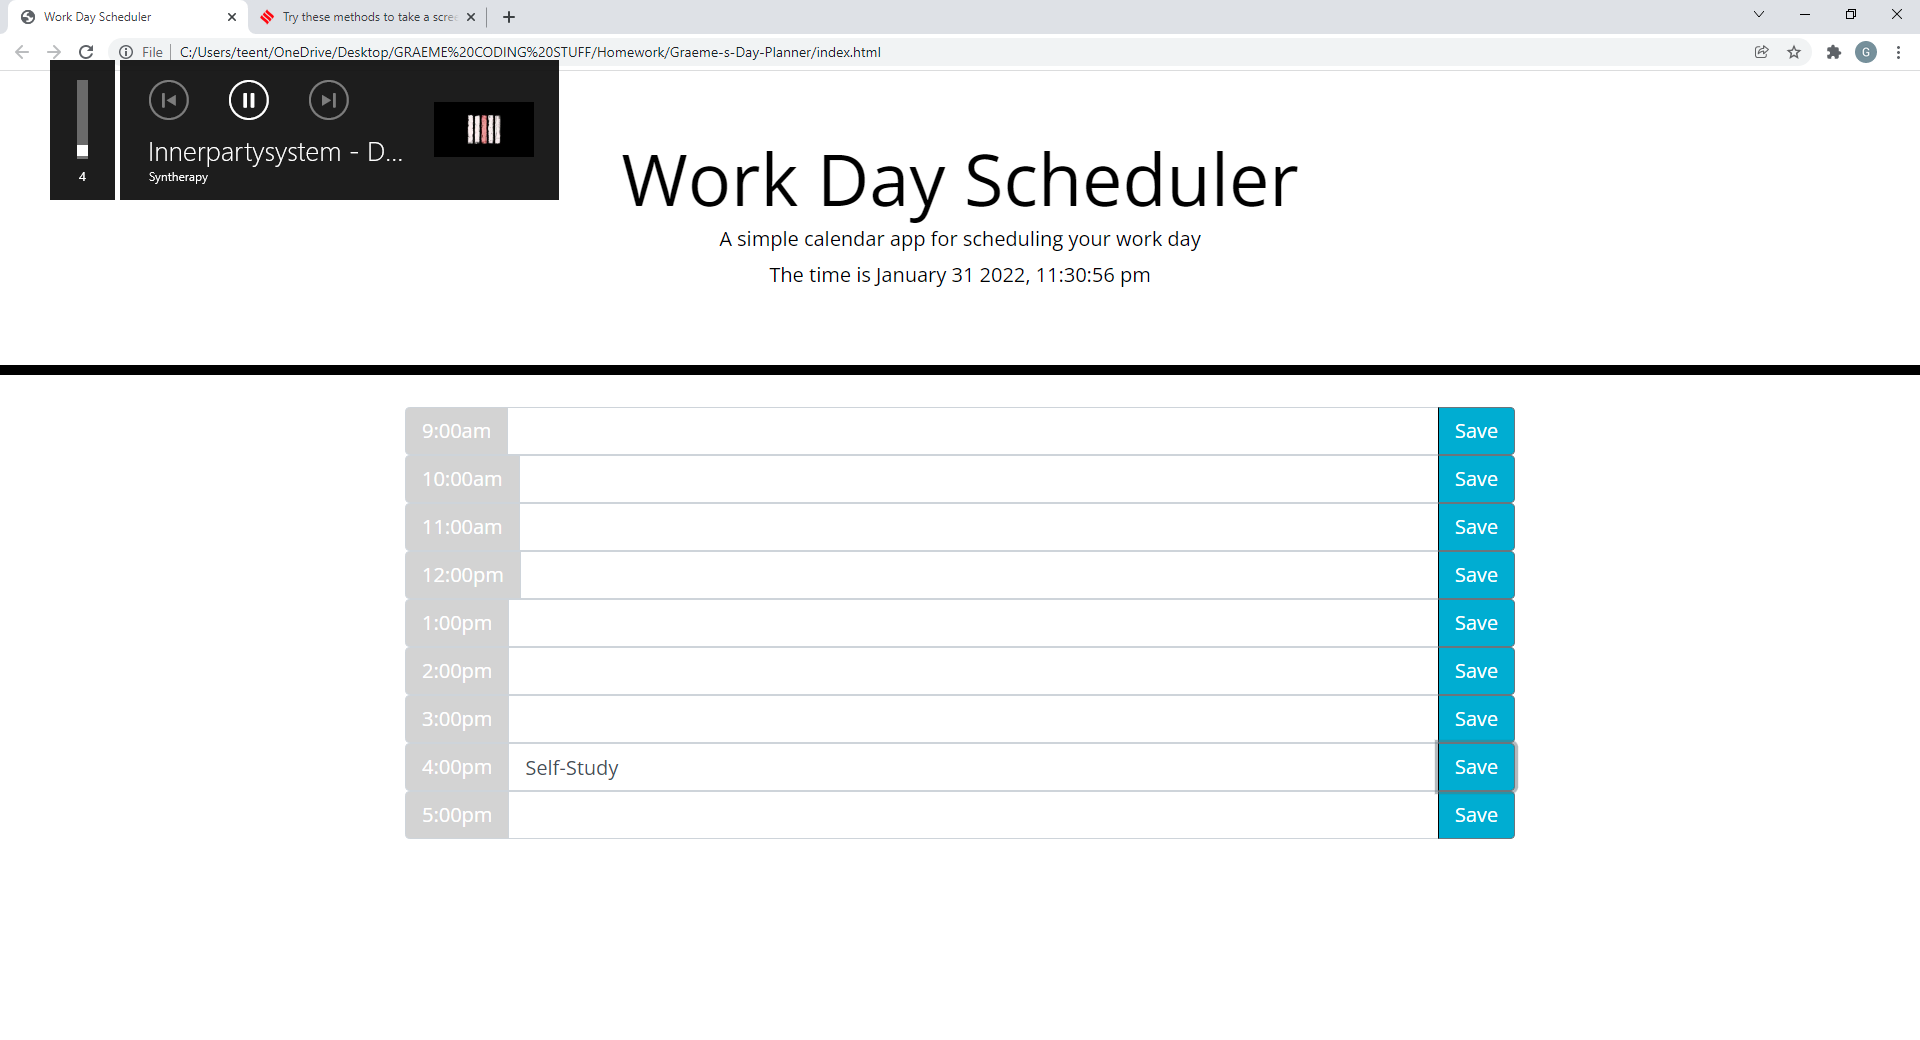 Work Day Scheduler
Try these methods to take a scre
File
C:/Users/teent/OneDrive/Desktop/GRAEME%20CODING%20STUFF/Homework/Graeme-s-Day-Planner/index.html
G
4
Innerpartysystem - D...
Syntherapy
Work Day Scheduler
A simple calendar app for scheduling your work day
The time is January 31 2022, 11:30:56 pm
9:00am Save
10:00am Save
11:00am Save
12:00pm Save
1:00pm Save
2:00pm Save
3:00pm Save
4:00pm Self-Study Save
5:00pm Save